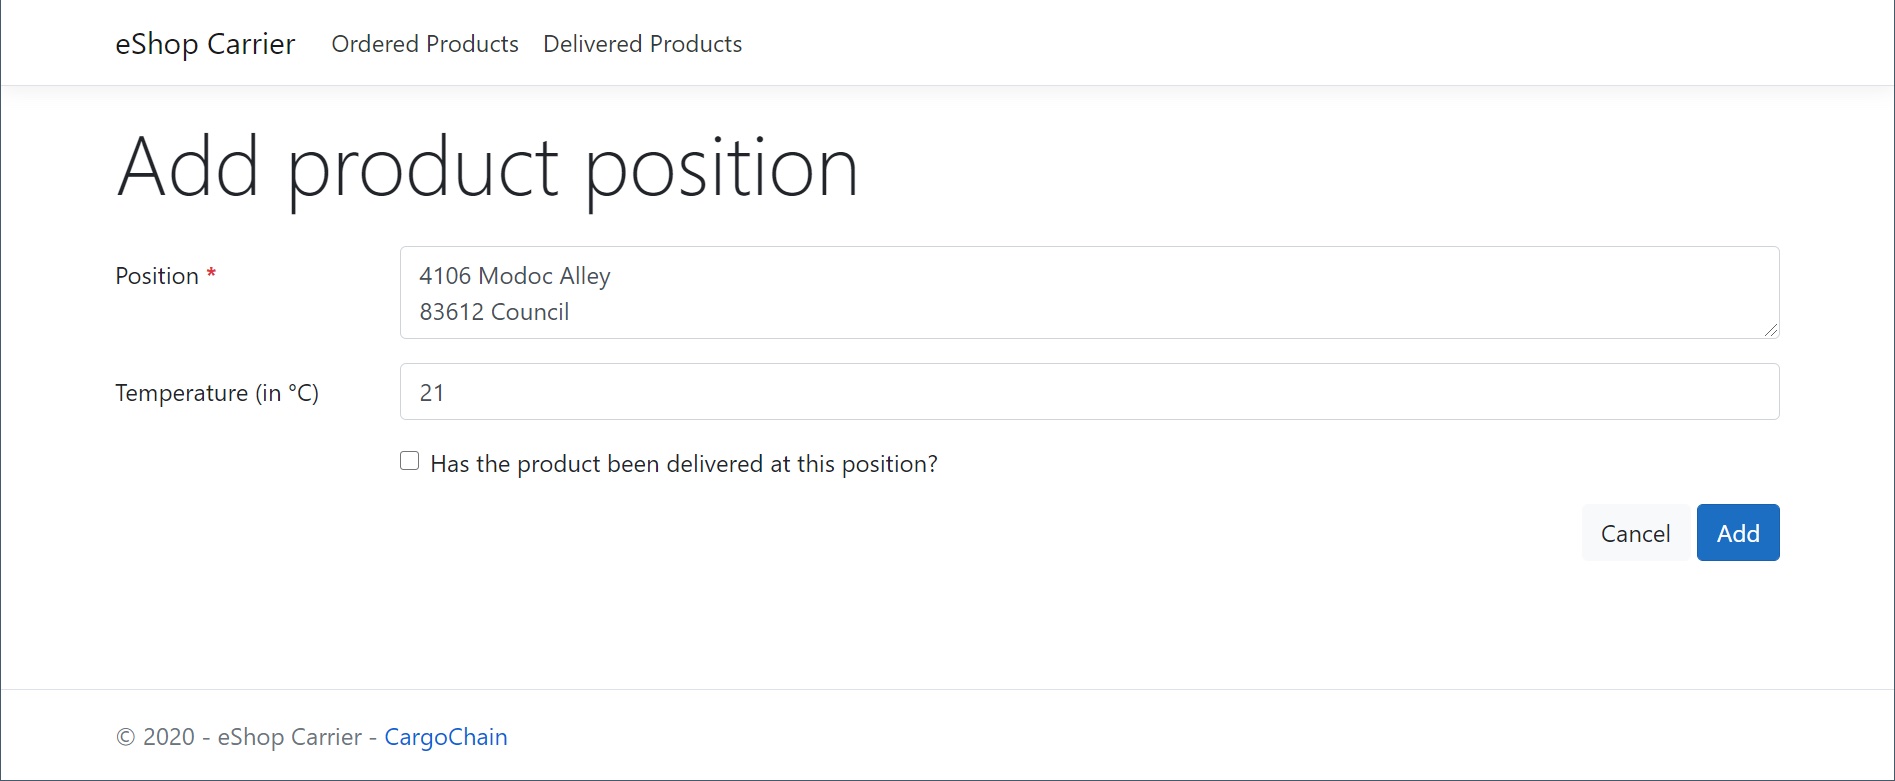 eShop Carrier Ordered Products Delivered Products
Add product position
Position *
4106 Modoc Alley
83612 Council
Temperature (in °C)
21
Has the product been delivered at this position?
Cancel Add
© 2020 - eShop Carrier - CargoChain